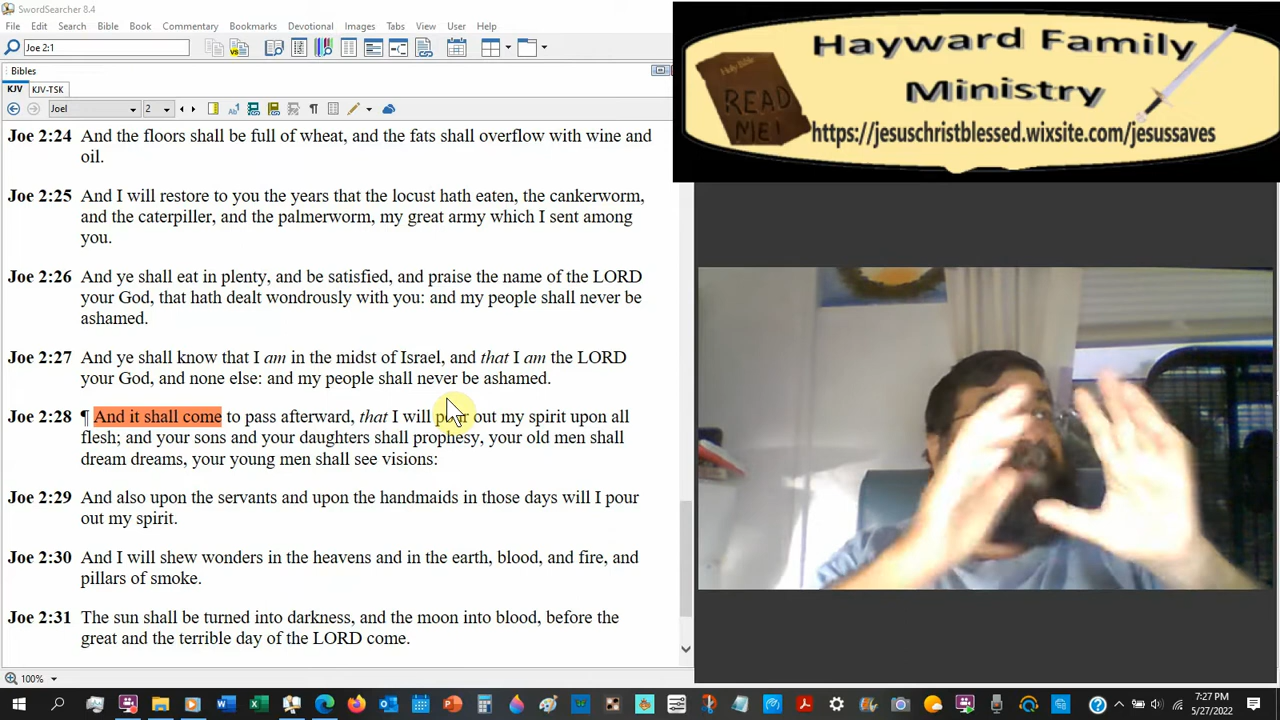 SwordSearcher 8.4
File Edit Search Bible Book Commentary Bookmarks Devotional Images Tabs View User Help
Joe 2:1
Bibles
KJV KJV-TSK
Joel 2
Joe 2:24 And the floors shall be full of wheat, and the fats shall overflow with wine and
oil.
Joe 2:25 And I will restore to you the years that the locust hath eaten, the cankerworm,
and the caterpiller, and the palmerworm, my great army which I sent among
you.
Joe 2:26 And ye shall eat in plenty, and be satisfied, and praise the name of the LORD
your God, that hath dealt wondrously with you: and my people shall never be
ashamed.
Joe 2:27 And ye shall know that I am in the midst of Israel, and that I am the LORD
your God, and none else: and my people shall never be ashamed.
Joe 2:28 ¶ And it shall come to pass afterward, that I will pour out my spirit upon all
flesh; and your sons and your daughters shall prophesy, your old men shall
dream dreams, your young men shall see visions:
Joe 2:29 And also upon the servants and upon the handmaids in those days will I pour
out my spirit.
Joe 2:30 And I will shew wonders in the heavens and in the earth, blood, and fire, and
pillars of smoke.
Joe 2:31 The sun shall be turned into darkness, and the moon into blood, before the
great and the terrible day of the LORD come.
100%
Hayward Family
Ministry
https://jesuschristblessed.wixsite.com/jesussaves
Holy Bible
READ
ME!
7:27 PM
5/27/2022